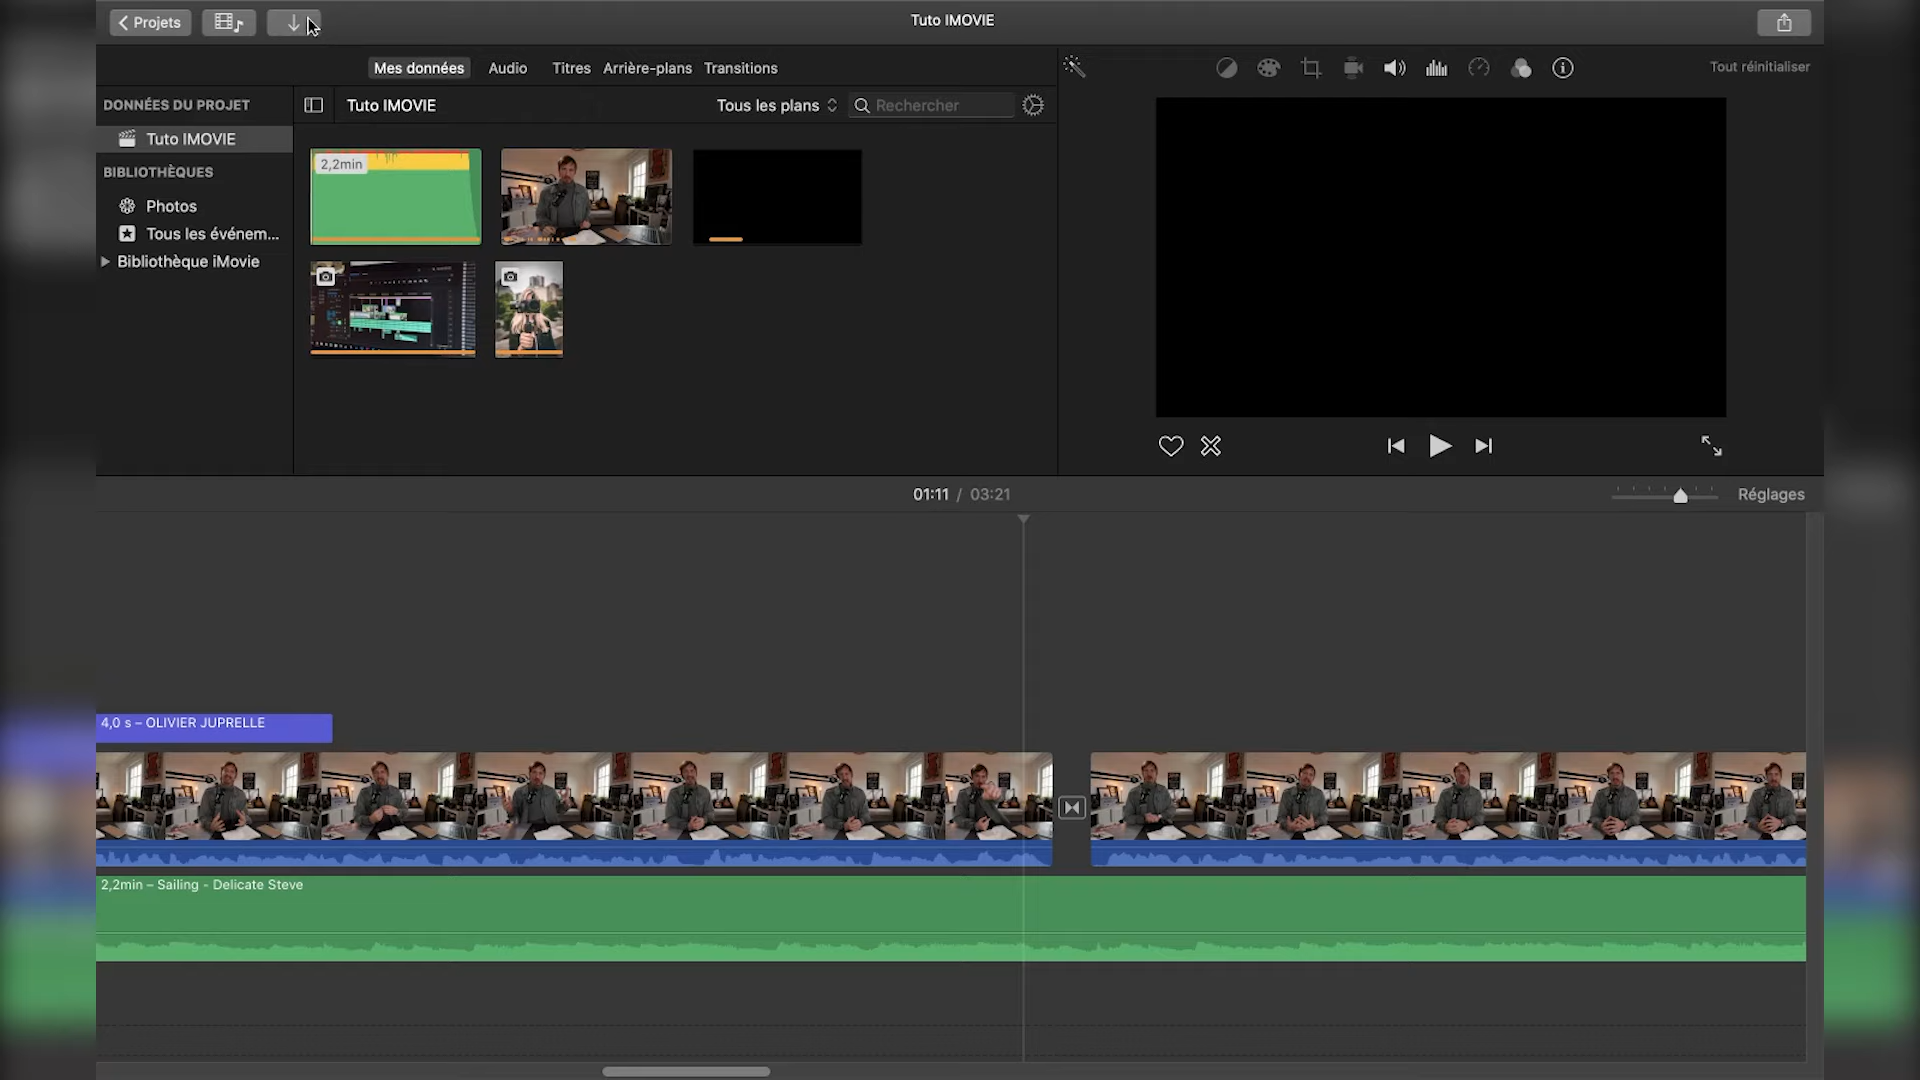 Projets
Tuto IMOVIE
Mes données
Audio
Titres
Arrière-plans
Transitions
Tout réinitialiser
DONNÉES DU PROJET
Tuto IMOVIE
Tous les plans
Rechercher
Tuto IMOVIE
BIBLIOTHÈQUES
Photos
Tous les événem...
Bibliothèque iMovie
2,2min
01:11 / 03:21
Réglages
4,0 s – OLIVIER JUPRELLE
2,2min – Sailing - Delicate Steve